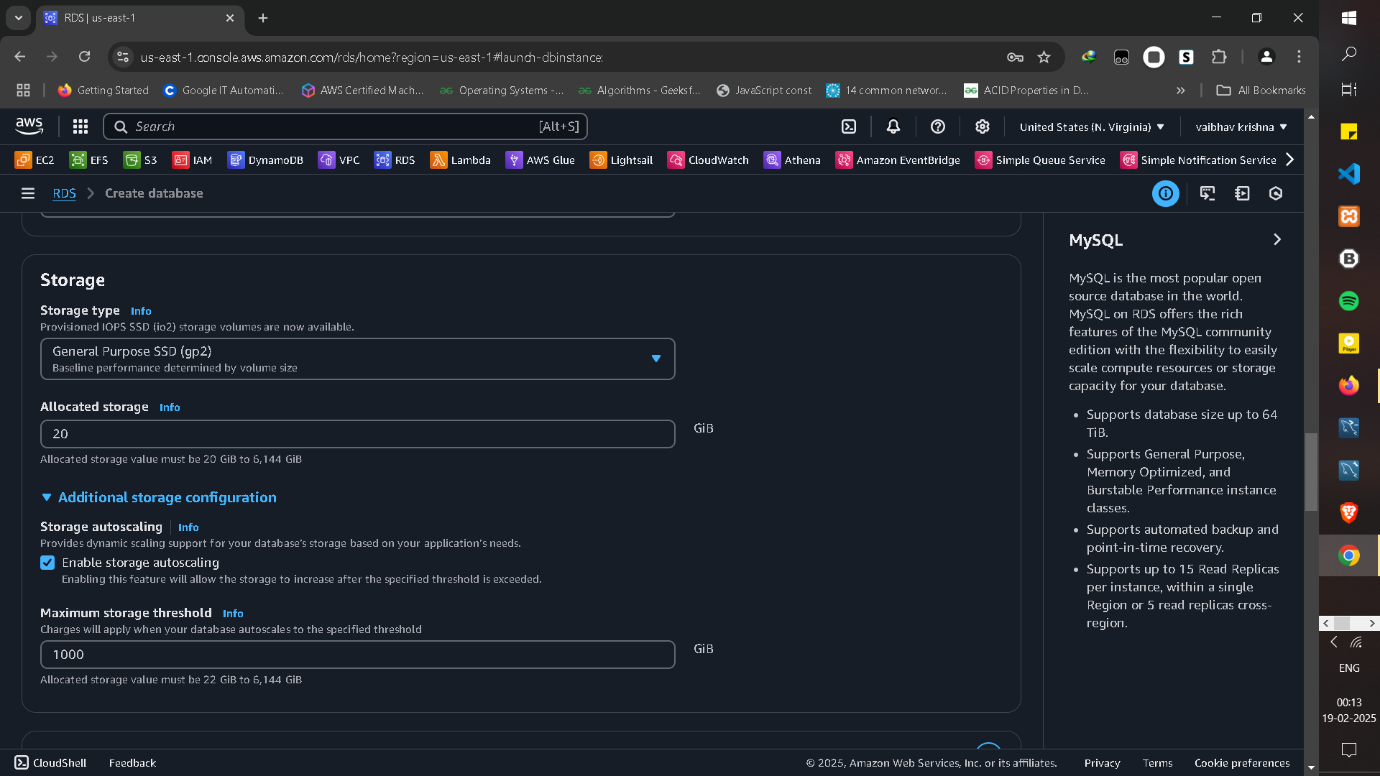 RDS | us-east-1
us-east-1.console.aws.amazon.com/rds/home?region=us-east-1#launch-dbinstance:
Getting Started
Google IT Automati...
AWS Certified Mach...
Operating Systems -...
Algorithms - Geeksf...
JavaScript const
14 common networ...
ACID Properties in D...
All Bookmarks
aws
Search
[Alt+S]
United States (N. Virginia)
vaibhav krishna
EC2
EFS
S3
IAM
DynamoDB
VPC
RDS
Lambda
AWS Glue
Lightsail
CloudWatch
Athena
Amazon EventBridge
Simple Queue Service
Simple Notification Service
RDS
Create database
Storage
Storage type Info
Provisioned IOPS SSD (io2) storage volumes are now available.
General Purpose SSD (gp2)
Baseline performance determined by volume size
Allocated storage Info
20
GiB
Allocated storage value must be 20 GiB to 6,144 GiB
Additional storage configuration
Storage autoscaling Info
Provides dynamic scaling support for your database's storage based on your application's needs.
Enable storage autoscaling
Enabling this feature will allow the storage to increase after the specified threshold is exceeded.
Maximum storage threshold Info
Charges will apply when your database autoscales to the specified threshold
1000
GiB
Allocated storage value must be 22 GiB to 6,144 GiB
MySQL
MySQL is the most popular open
source database in the world.
MySQL on RDS offers the rich
features of the MySQL community
edition with the flexibility to easily
scale compute resources or storage
capacity for your database.
• Supports database size up to 64
TiB.
• Supports General Purpose,
Memory Optimized, and
Burstable Performance instance
classes.
• Supports automated backup and
point-in-time recovery.
• Supports up to 15 Read Replicas
per instance, within a single
Region or 5 read replicas cross-
region.
CloudShell
Feedback
© 2025, Amazon Web Services, Inc. or its affiliates.
Privacy
Terms
Cookie preferences
ENG
00:13
19-02-2025